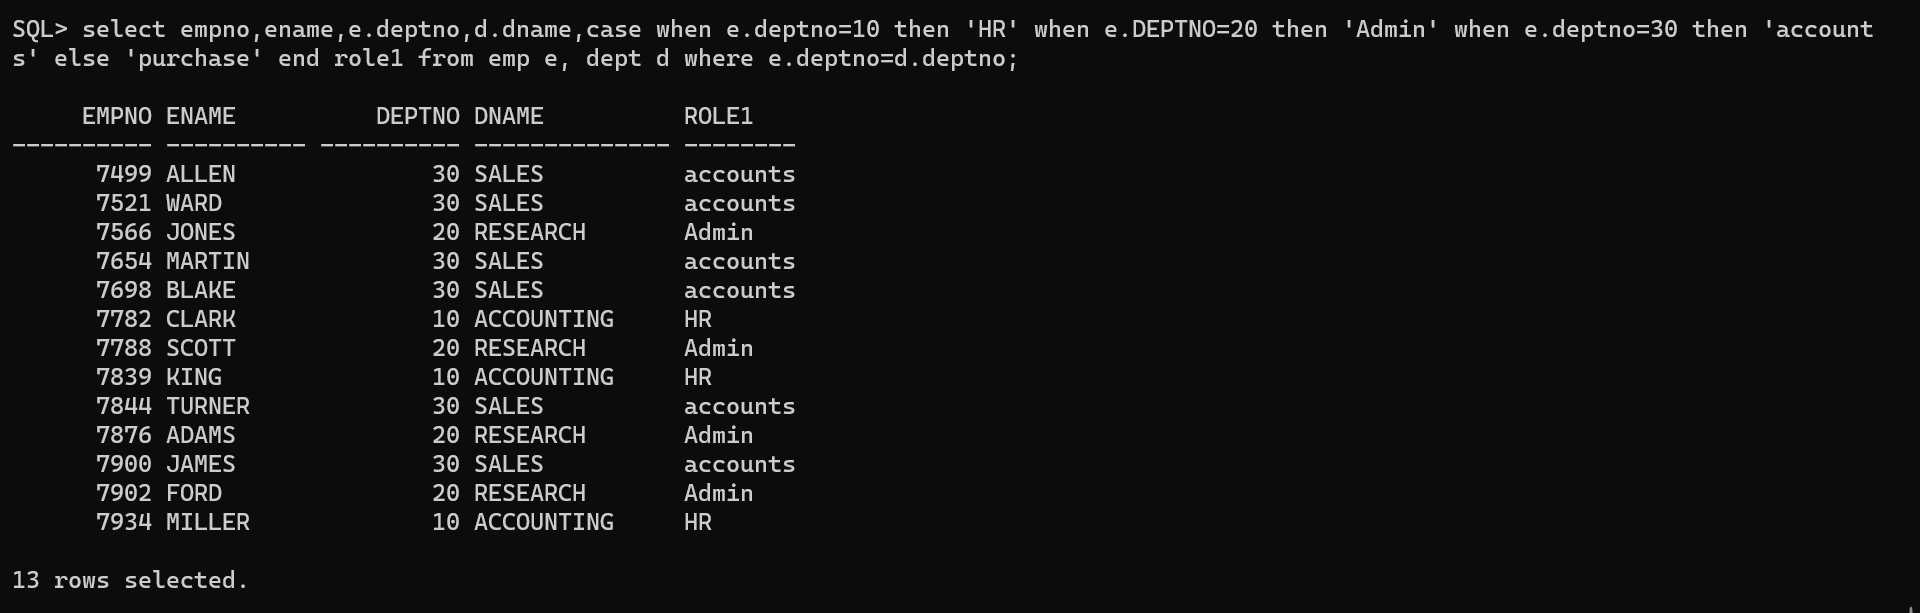 SQL> select empno,ename,e.deptno,d.dname,case when e.deptno=10 then 'HR' when e.DEPTNO=20 then 'Admin' when e.deptno=30 then 'account
s' else 'purchase' end role1 from emp e, dept d where e.deptno=d.deptno;

     EMPNO ENAME          DEPTNO DNAME          ROLE1
---------- ---------- ---------- -------------- --------
      7499 ALLEN              30 SALES          accounts
      7521 WARD               30 SALES          accounts
      7566 JONES              20 RESEARCH       Admin
      7654 MARTIN             30 SALES          accounts
      7698 BLAKE              30 SALES          accounts
      7782 CLARK              10 ACCOUNTING     HR
      7788 SCOTT              20 RESEARCH       Admin
      7839 KING               10 ACCOUNTING     HR
      7844 TURNER             30 SALES          accounts
      7876 ADAMS              20 RESEARCH       Admin
      7900 JAMES              30 SALES          accounts
      7902 FORD               20 RESEARCH       Admin
      7934 MILLER             10 ACCOUNTING     HR

13 rows selected.